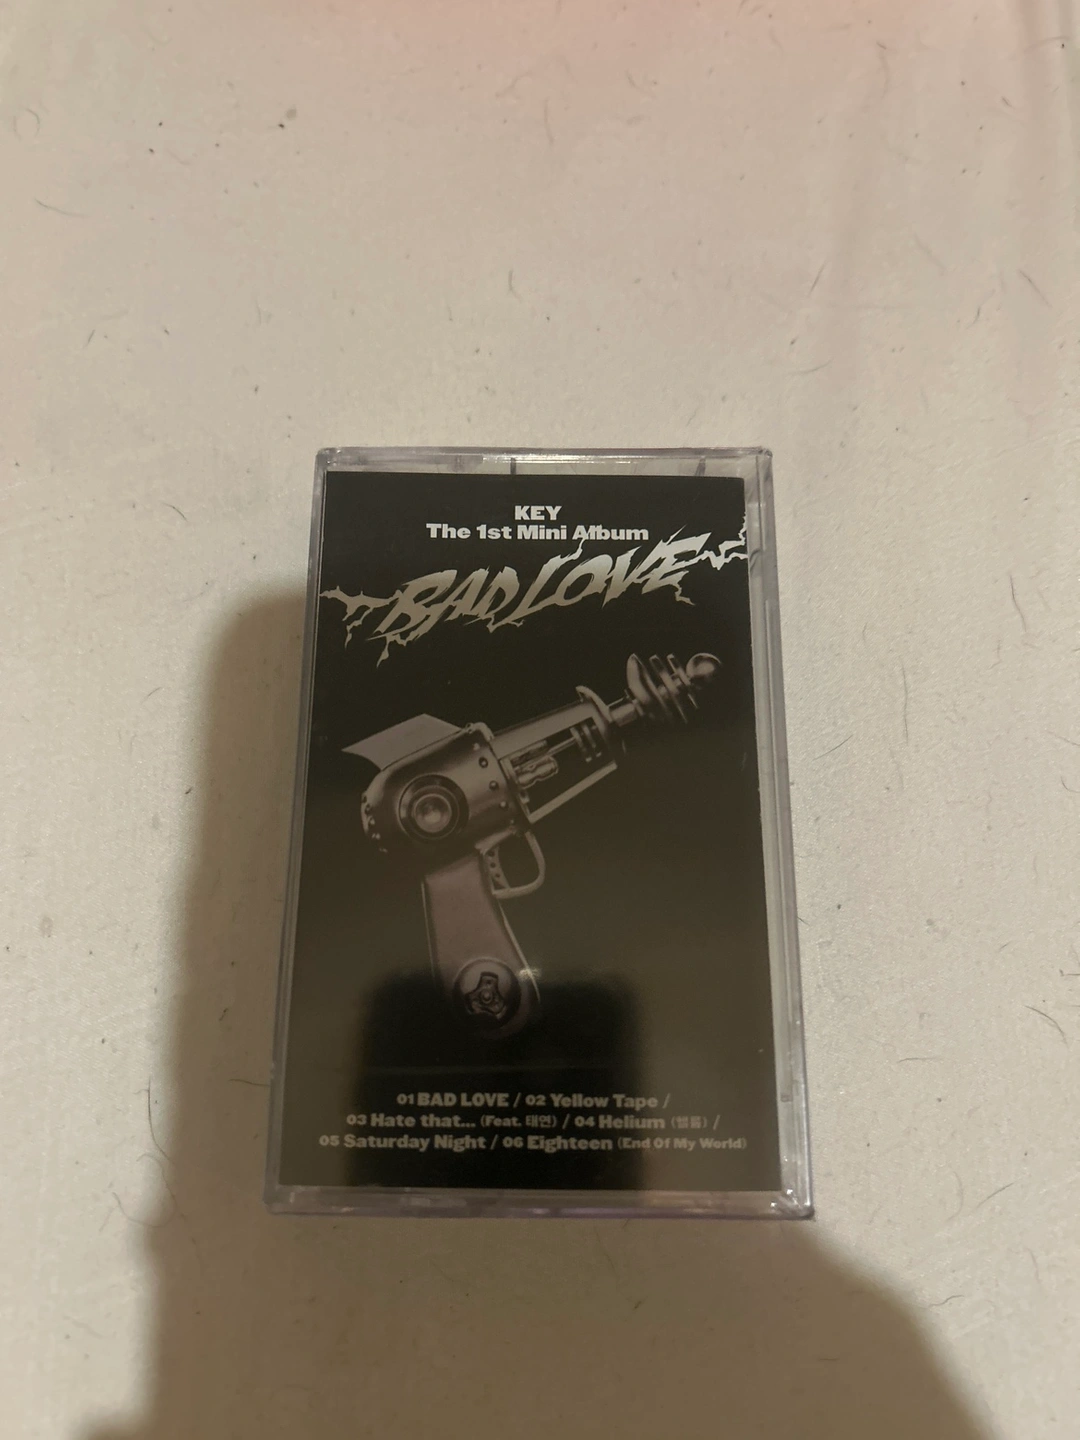 KEY
The 1st Mini Album
BAD LOVE
01 BAD LOVE / 02 Yellow Tape /
03 Hate that... (Feat. 태연) / 04 Helium (헬륨) /
05 Saturday Night / 06 Eighteen (End Of My World)